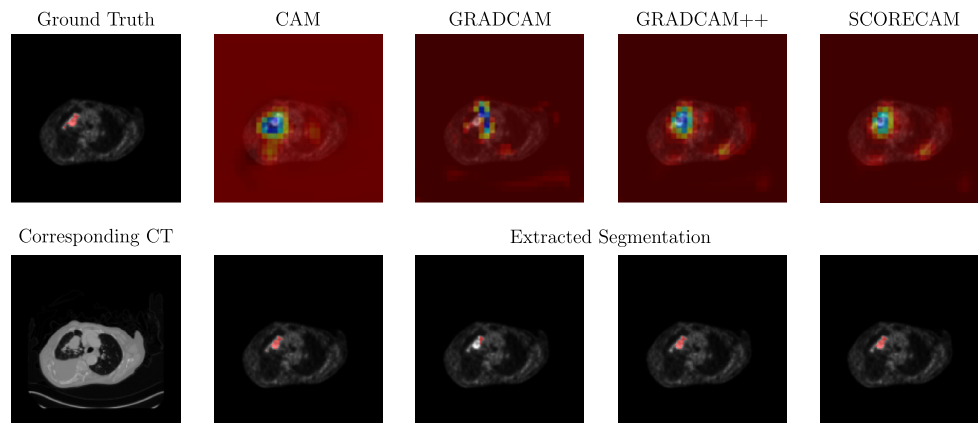 Ground Truth
CAM
GRADCAM
GRADCAM++
SCORECAM
Corresponding CT
Extracted Segmentation